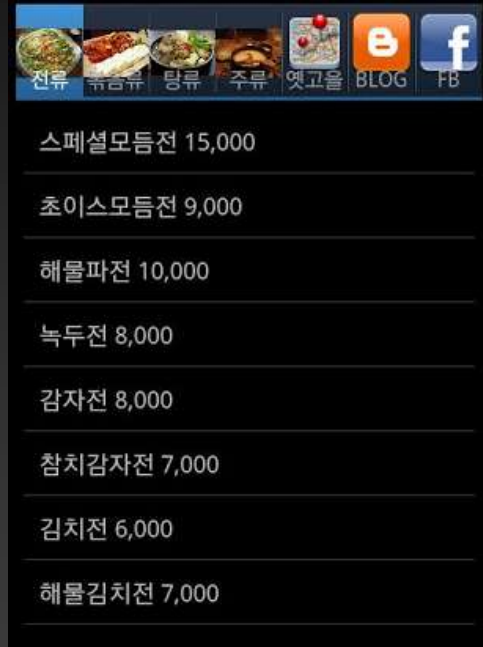 전류 볶음류 탕류 주류 옛고을 BLOG FB
스페셜모듬전 15,000
초이스모듬전 9,000
해물파전 10,000
녹두전 8,000
감자전 8,000
참치감자전 7,000
김치전 6,000
해물김치전 7,000